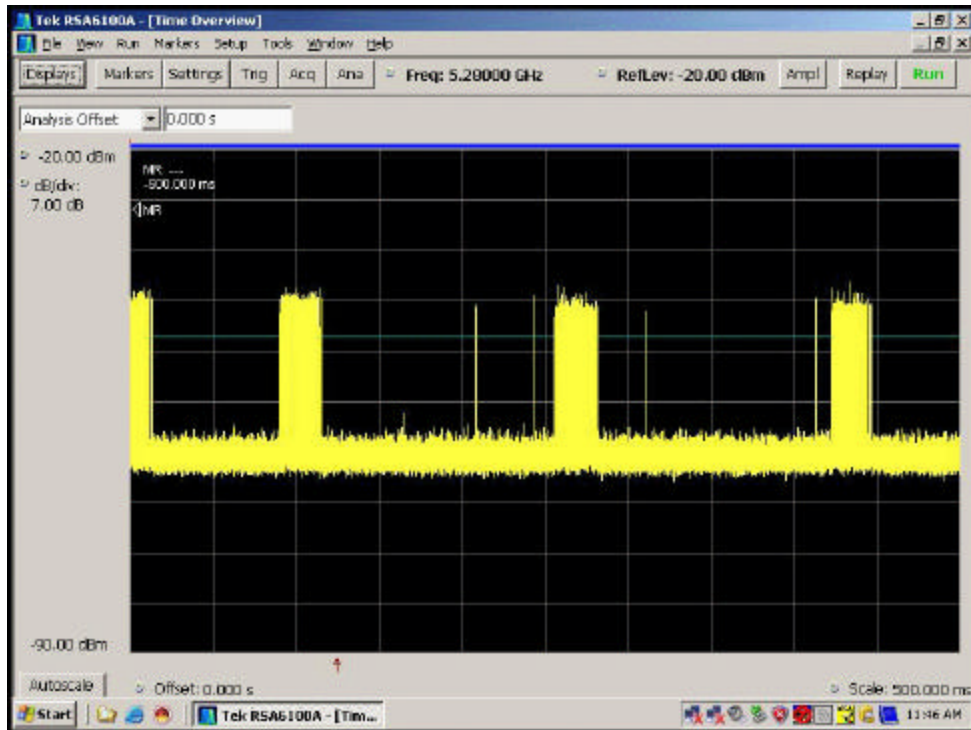 Tek RSA6100A - [Time Overview]
File View Run Markers Setup Tools Window Help
Displays Markers Settings Trig Acq Ana Freq: 5.28000 GHz RefLev: -20.00 dBm Ampl Replay Run
Analysis Offset 0.000 s
-20.00 dBm
dB/div:
7.00 dB
MR: ---
-500.000 ms
MR
-90.00 dBm
Autoscale Offset: 0.000 s Scale: 500.000 ms
Start Tek RSA6100A - [Tim... 11:46 AM